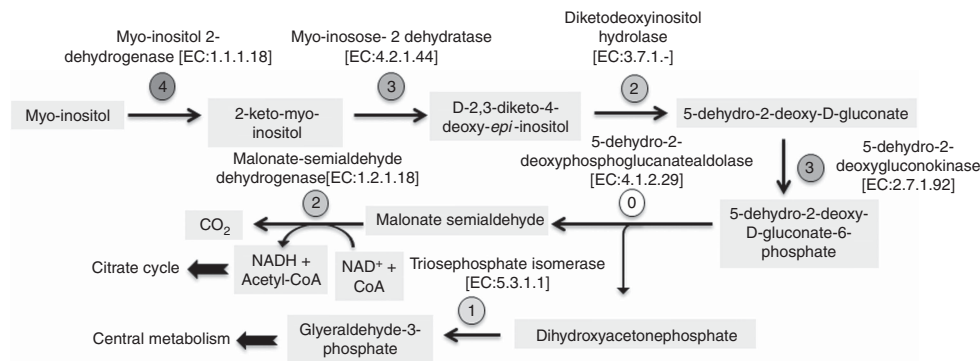 Myo-inositol 2-
dehydrogenase [EC:1.1.1.18]
Myo-inosose- 2 dehydratase
[EC:4.2.1.44]
Diketodeoxyinositol
hydrolase
[EC:3.7.1.-]
4
3
2
Myo-inositol
2-keto-myo-
inositol
D-2,3-diketo-4-
deoxy-epi-inositol
5-dehydro-2-deoxy-D-gluconate
Malonate-semialdehyde
dehydrogenase[EC:1.2.1.18]
5-dehydro-2-
deoxyphosphoglucanatealdolase
[EC:4.1.2.29]
3
5-dehydro-2-
deoxygluconokinase
[EC:2.7.1.92]
2
0
CO2
Malonate semialdehyde
5-dehydro-2-deoxy-
D-gluconate-6-
phosphate
Citrate cycle
NADH +
Acetyl-CoA
NAD+ +
CoA
Triosephosphate isomerase
[EC:5.3.1.1]
1
Central metabolism
Glyeraldehyde-3-
phosphate
Dihydroxyacetonephosphate